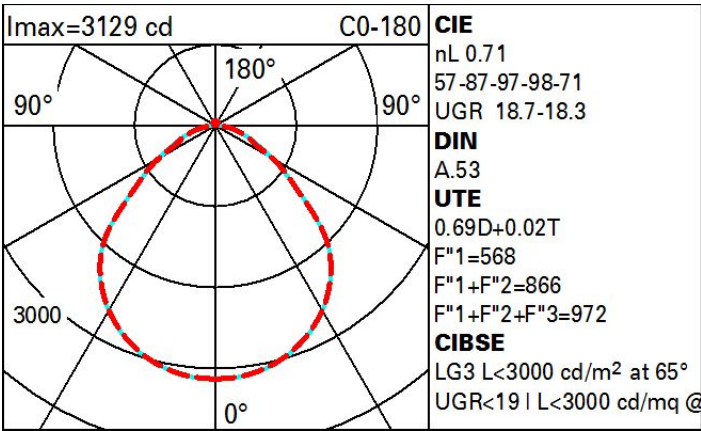 Imax=3129 cd C0-180
180°
90° 90°
3000
0°
CIE
nL 0.71
57-87-97-98-71
UGR 18.7-18.3
DIN
A.53
UTE
0.69D+0.02T
F"1=568
F"1+F"2=866
F"1+F"2+F"3=972
CIBSE
LG3 L<3000 cd/m² at 65°
UGR<19 | L<3000 cd/mq @